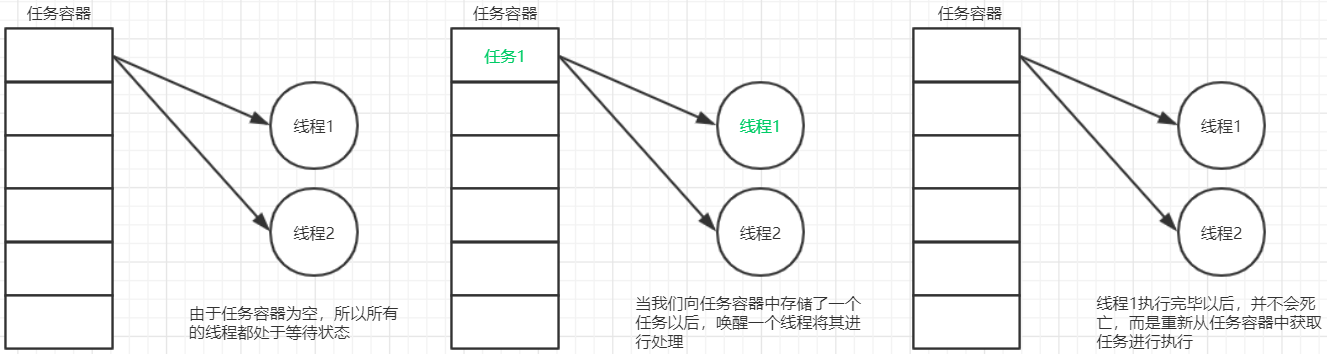 任务容器
线程1
线程2
由于任务容器为空，所以所有
的线程都处于等待状态
任务容器
任务1
线程1
线程2
当我们向任务容器中存储了一个
任务以后，唤醒一个线程将其进
行处理
任务容器
线程1
线程2
线程1执行完毕以后，并不会死
亡，而是重新从任务容器中获取
任务进行执行